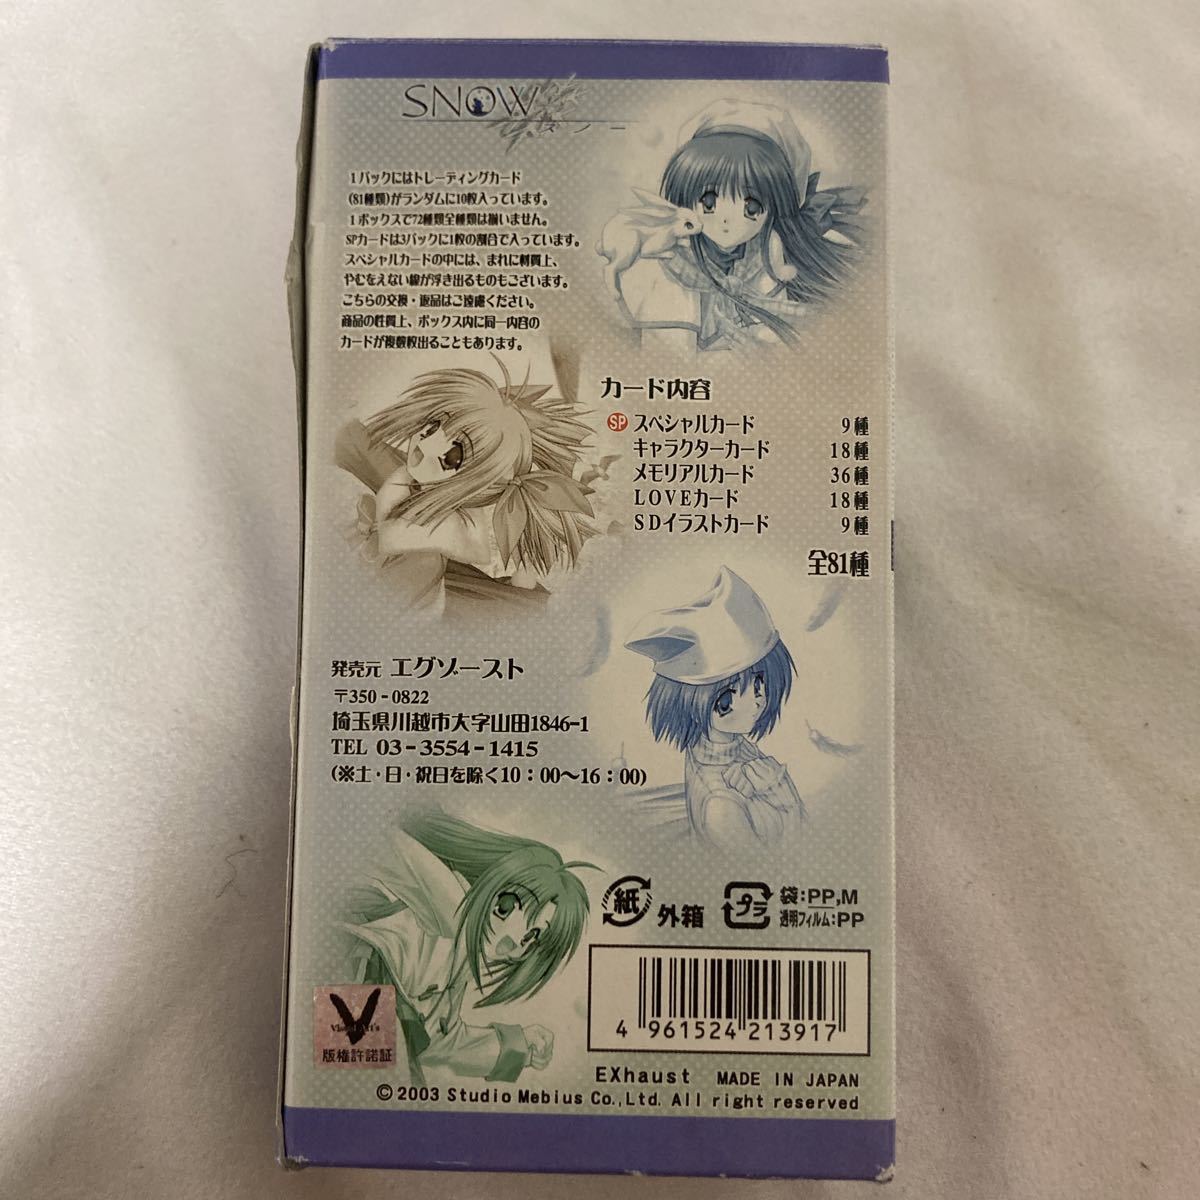 SNOW
スノー
1パックにはトレーディングカード
(81種類)がランダムに10枚入っています。
1ボックスで72種類全種類は揃いません。
SPカードは3パックに1枚の割合で入っています。
スペシャルカードの中には、まれに材質上、
やむをえない線が浮き出るものもございます。
こちらの交換・返品はご遠慮ください。
商品の性質上、ボックス内に同一内容の
カードが複数枚出ることもあります。
カード内容
SP スペシャルカード 9種
キャラクターカード 18種
メモリアルカード 36種
LOVEカード 18種
SDイラストカード 9種
全81種
発売元 エグゾースト
〒350-0822
埼玉県川越市大字山田1846-1
TEL 03-3554-1415
(※土・日・祝日を除く10:00〜16:00)
紙 外箱
プラ 袋:PP,M
透明フィルム:PP
Visual Art's
版権許諾証
4 961524 213917
EXhaust MADE IN JAPAN
©2003 Studio Mebius Co.,Ltd. All right reserved